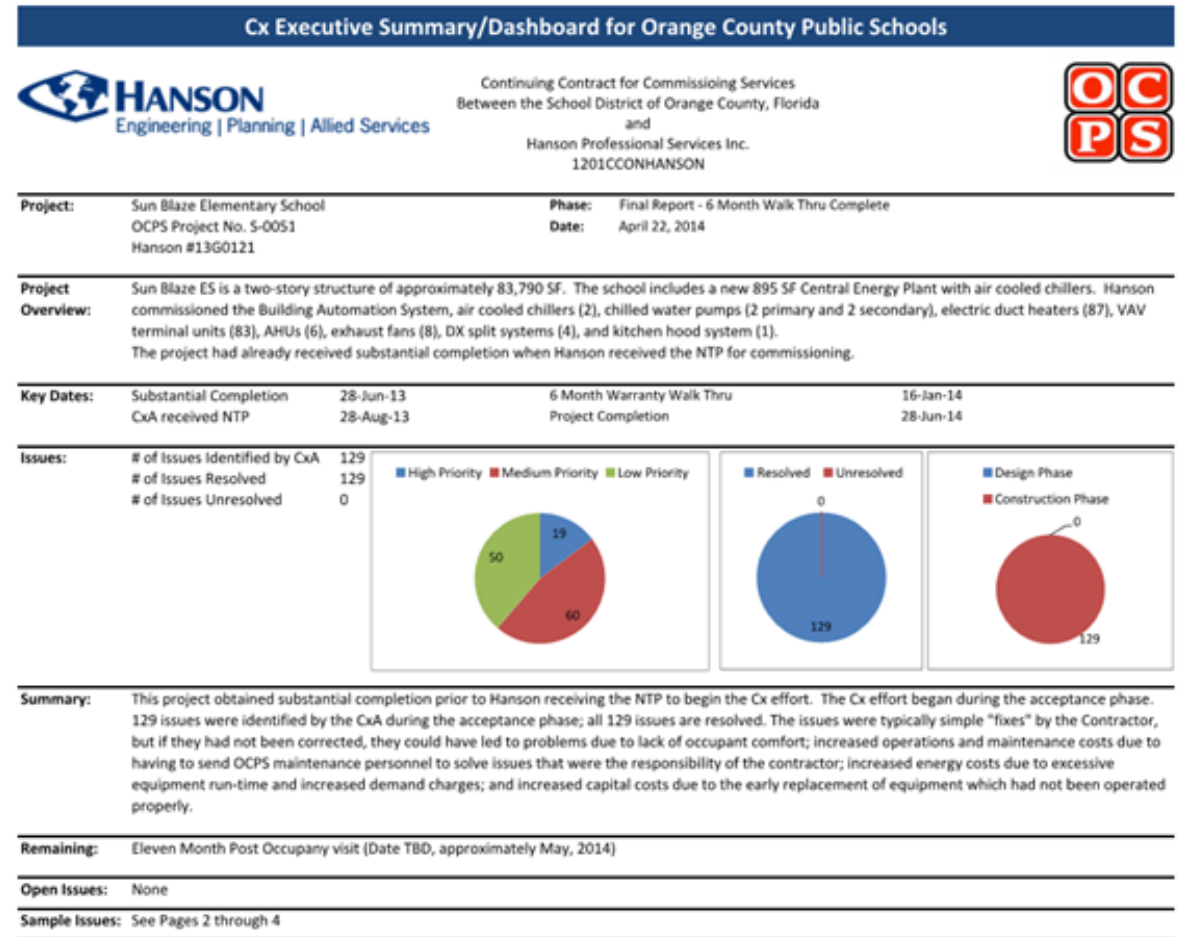 Cx Executive Summary/Dashboard for Orange County Public Schools
HANSON
Engineering | Planning | Allied Services
Continuing Contract for Commissioing Services
Between the School District of Orange County, Florida
and
Hanson Professional Services Inc.
1201CCONHANSON
OC
PS
Project: Sun Blaze Elementary School Phase: Final Report - 6 Month Walk Thru Complete
OCPS Project No. S-0051 Date: April 22, 2014
Hanson #13G0121
Project Sun Blaze ES is a two-story structure of approximately 83,790 SF. The school includes a new 895 SF Central Energy Plant with air cooled chillers. Hanson
Overview: commissioned the Building Automation System, air cooled chillers (2), chilled water pumps (2 primary and 2 secondary), electric duct heaters (87), VAV
terminal units (83), AHUs (6), exhaust fans (8), DX split systems (4), and kitchen hood system (1).
The project had already received substantial completion when Hanson received the NTP for commissioning.
Key Dates: Substantial Completion 28-Jun-13 6 Month Warranty Walk Thru 16-Jan-14
CxA received NTP 28-Aug-13 Project Completion 28-Jun-14
Issues: # of Issues Identified by CxA 129
# of Issues Resolved 129
# of Issues Unresolved 0
High Priority Medium Priority Low Priority
19
50
60
Resolved Unresolved
0
129
Design Phase
Construction Phase
0
129
Summary: This project obtained substantial completion prior to Hanson receiving the NTP to begin the Cx effort. The Cx effort began during the acceptance phase.
129 issues were identified by the CxA during the acceptance phase; all 129 issues are resolved. The issues were typically simple "fixes" by the Contractor,
but if they had not been corrected, they could have led to problems due to lack of occupant comfort; increased operations and maintenance costs due to
having to send OCPS maintenance personnel to solve issues that were the responsibility of the contractor; increased energy costs due to excessive
equipment run-time and increased demand charges; and increased capital costs due to the early replacement of equipment which had not been operated
properly.
Remaining: Eleven Month Post Occupany visit (Date TBD, approximately May, 2014)
Open Issues: None
Sample Issues: See Pages 2 through 4